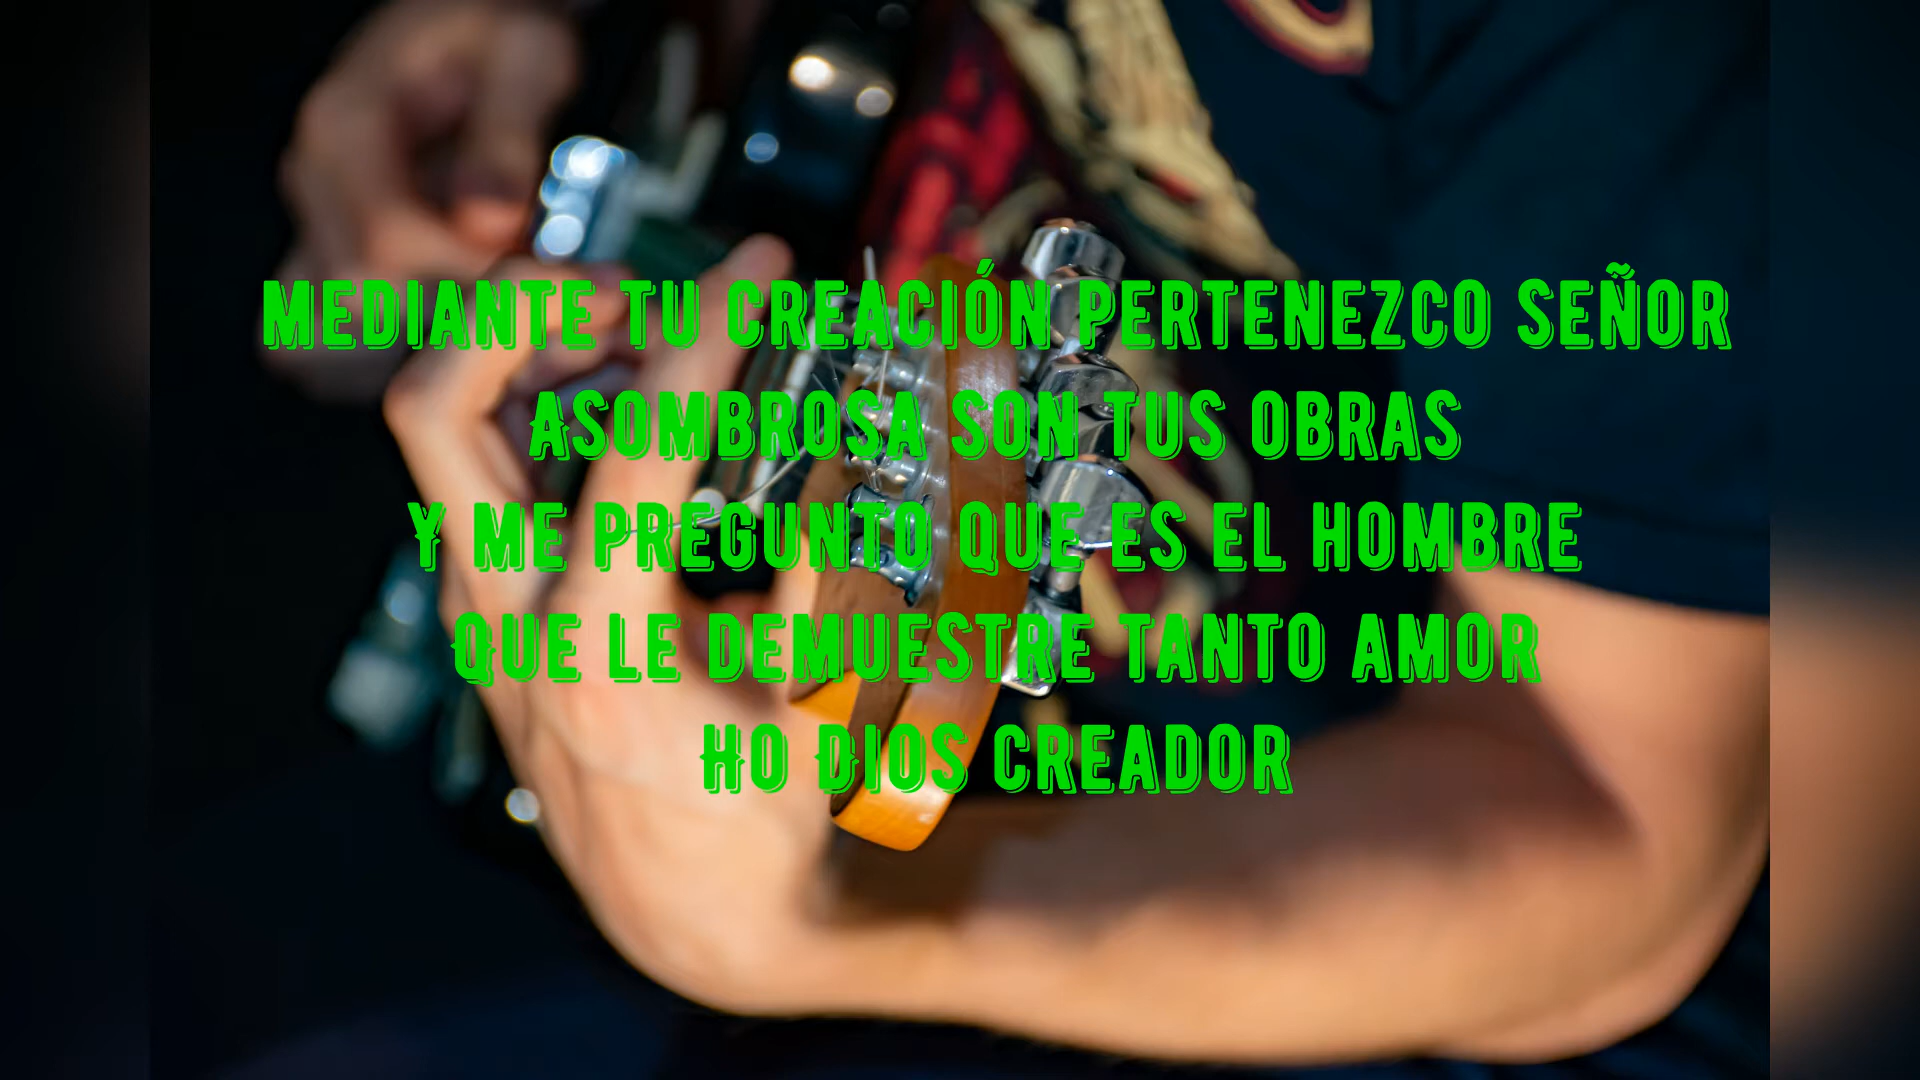 Mediante tu creación pertenezco Señor
Asombrosa son tus obras
Y me pregunto que es el hombre
Que le demuestre tanto amor
Ho Dios creador